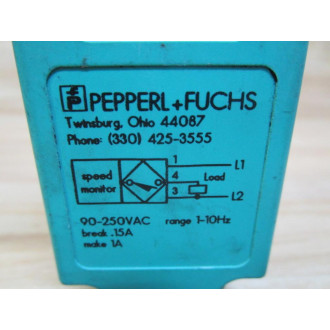 PEPPERL+FUCHS
Twinsburg, Ohio 44087
Phone: (330) 425-3555
1 L1
speed monitor 4 Load
3 L2
90-250VAC range 1-10Hz
break .15A
make 1A